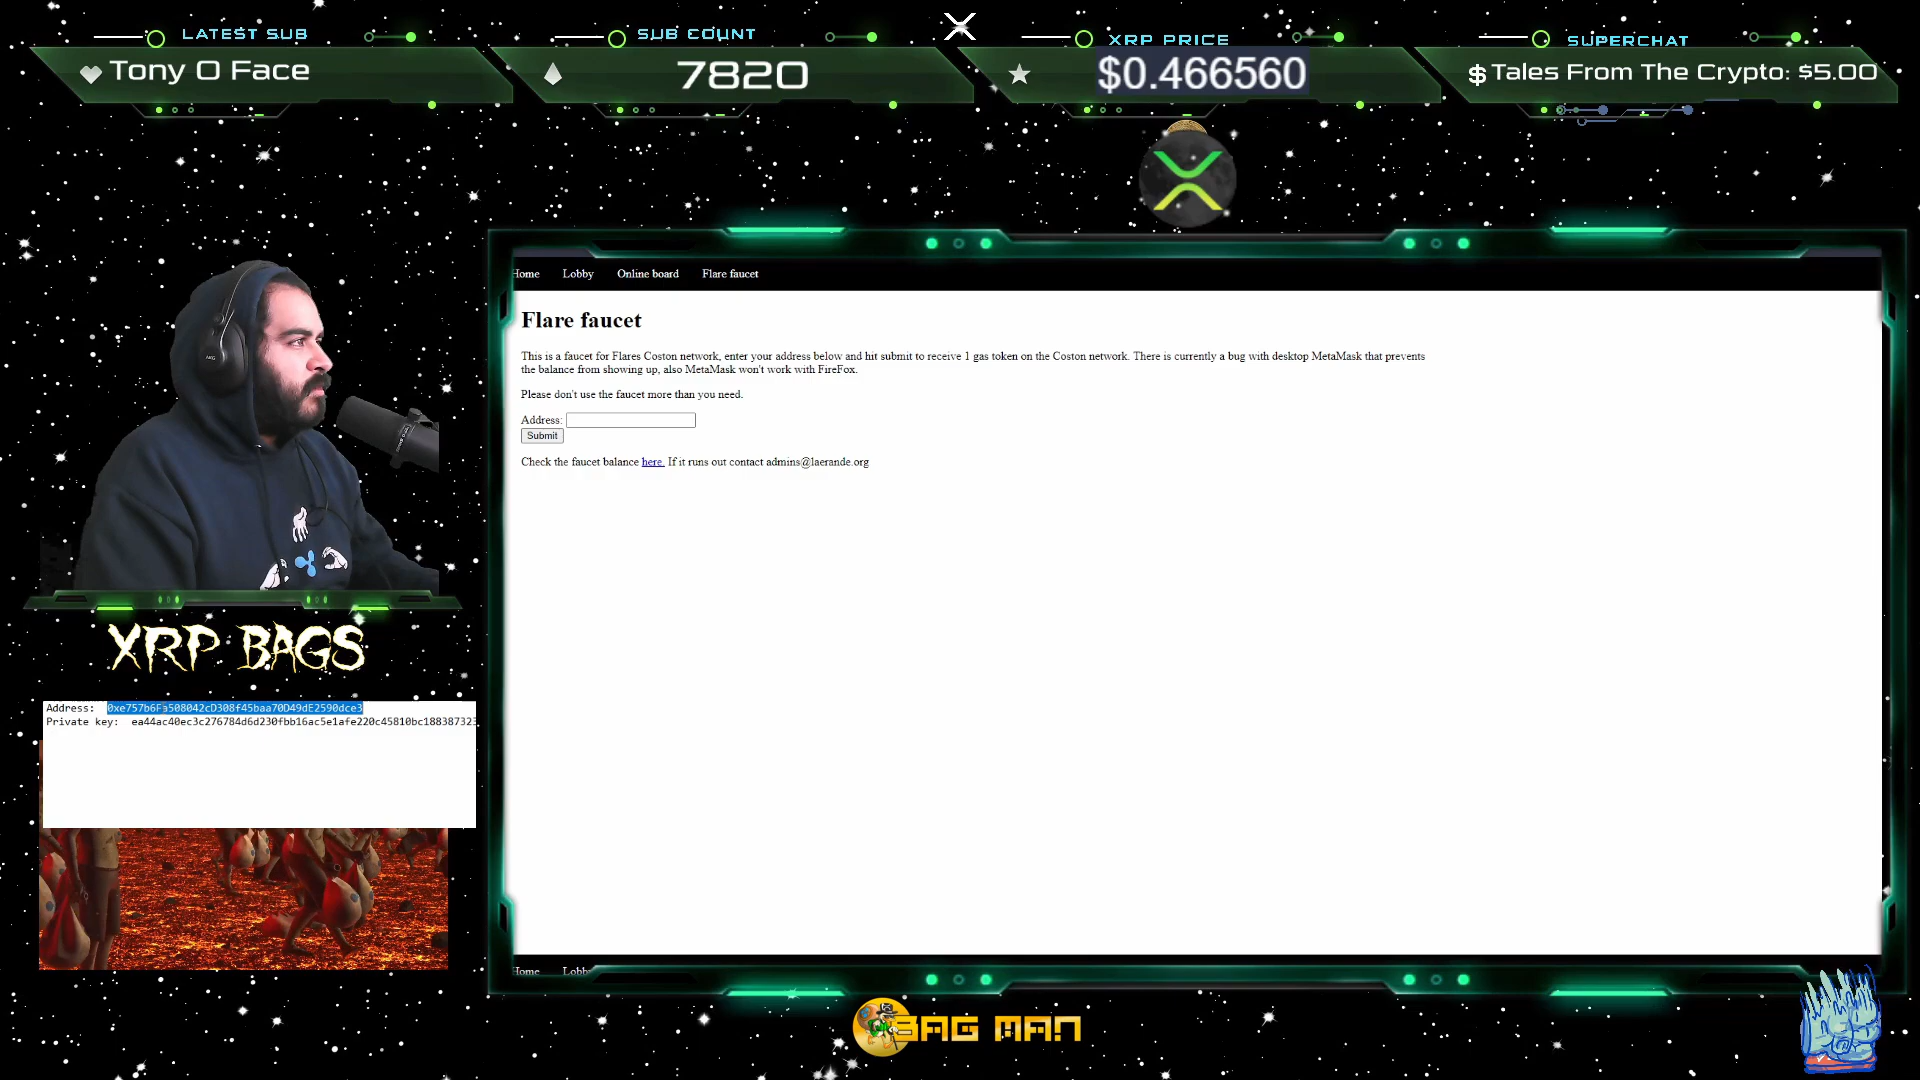 LATEST SUB
Tony O Face
SUB COUNT
7820
XRP PRICE
$0.466560
SUPERCHAT
$ Tales From The Crypto: $5.00
Home Lobby Online board Flare faucet
Flare faucet
This is a faucet for Flares Coston network, enter your address below and hit submit to receive 1 gas token on the Coston network. There is currently a bug with desktop MetaMask that prevents
the balance from showing up, also MetaMask won't work with FireFox.
Please don't use the faucet more than you need.
Address:
Submit
Check the faucet balance here. If it runs out contact admins@laerande.org
XRP BAGS
Address: 0xe757b6Fa508042cD308f45baa70D49dE2590dce3
Private key:
Home Lobby
BAG MAN